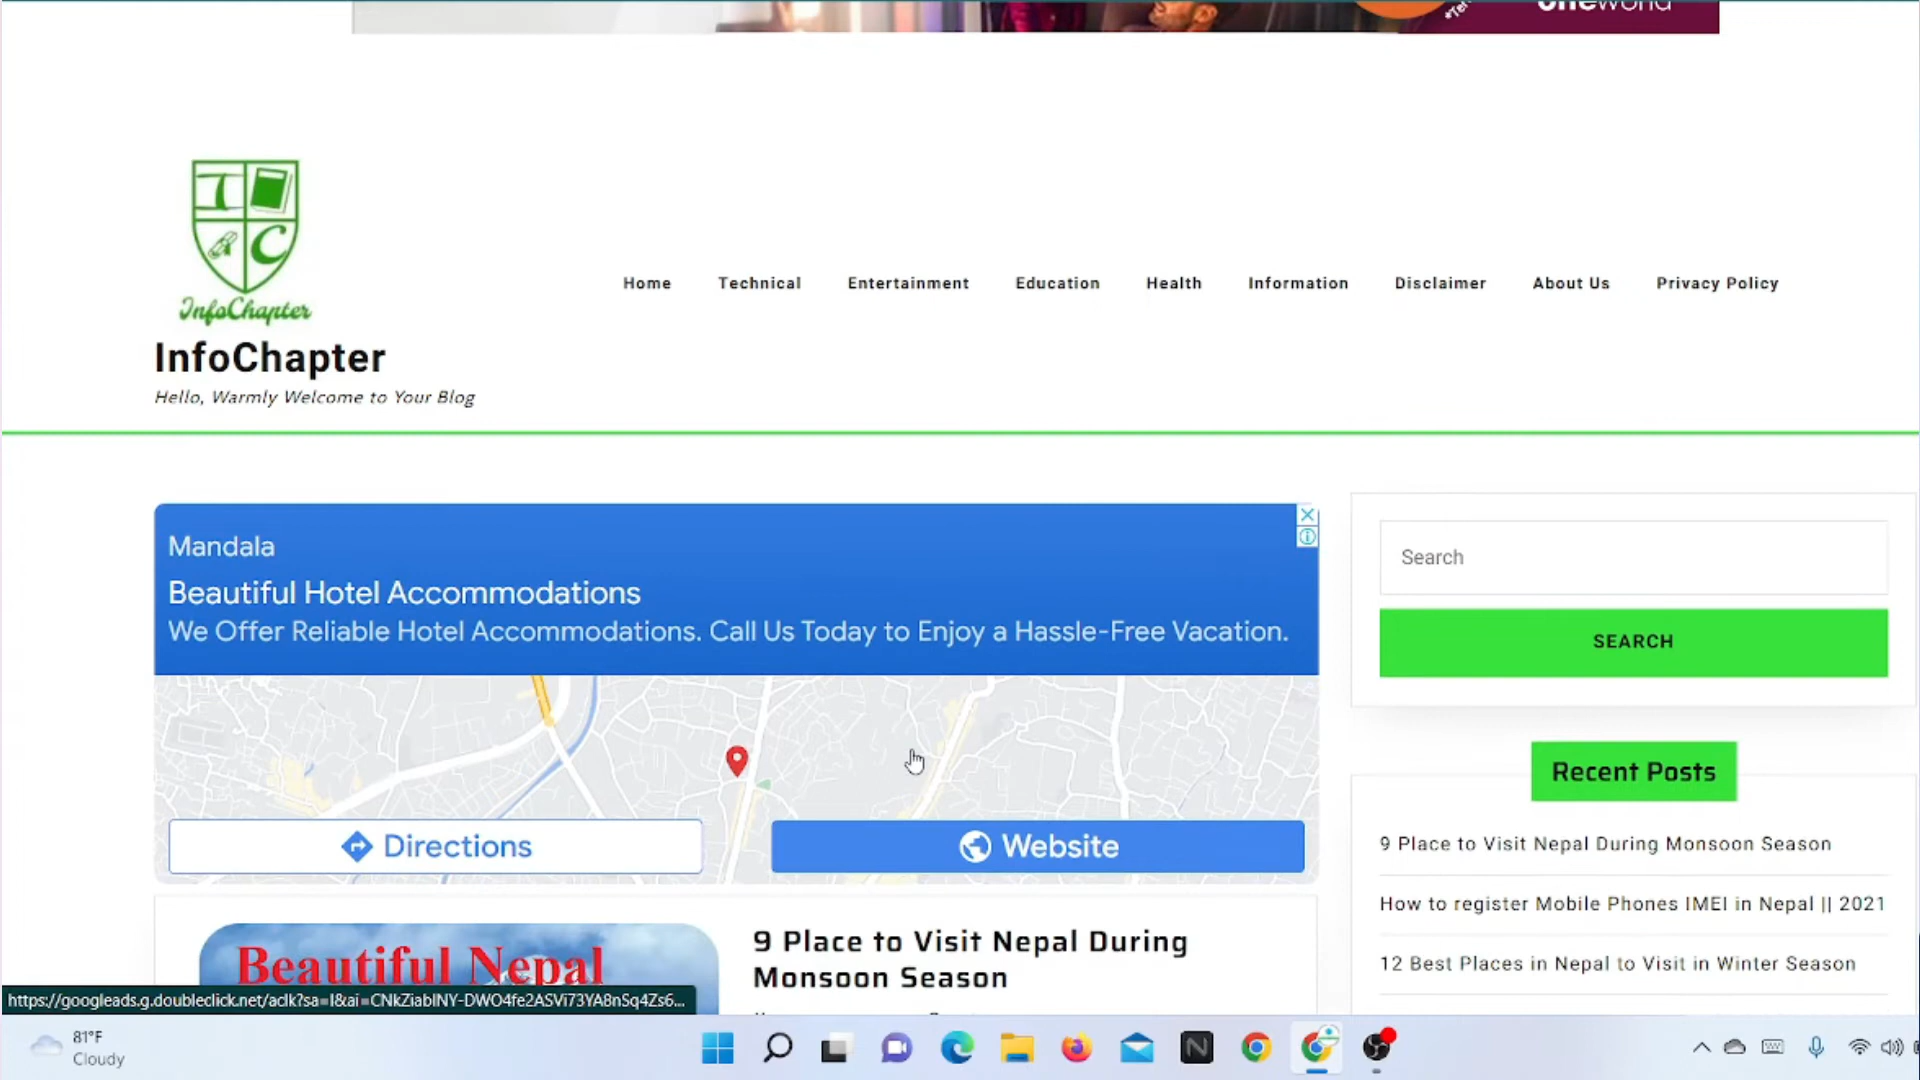 oneworld
InfoChapter
InfoChapter
Hello, Warmly Welcome to Your Blog
Home Technical Entertainment Education Health Information Disclaimer About Us Privacy Policy
Mandala
Beautiful Hotel Accommodations
We Offer Reliable Hotel Accommodations. Call Us Today to Enjoy a Hassle-Free Vacation.
Directions
Website
Search
SEARCH
Recent Posts
9 Place to Visit Nepal During Monsoon Season
How to register Mobile Phones IMEI in Nepal || 2021
12 Best Places in Nepal to Visit in Winter Season
Beautiful Nepal
9 Place to Visit Nepal During
Monsoon Season
https://googleads.g.doubleclick.net/aclk?sa=l&ai=CNkZiablNY-DWO4fe2ASVi73YA8nSq4Zs6...
81°F
Cloudy